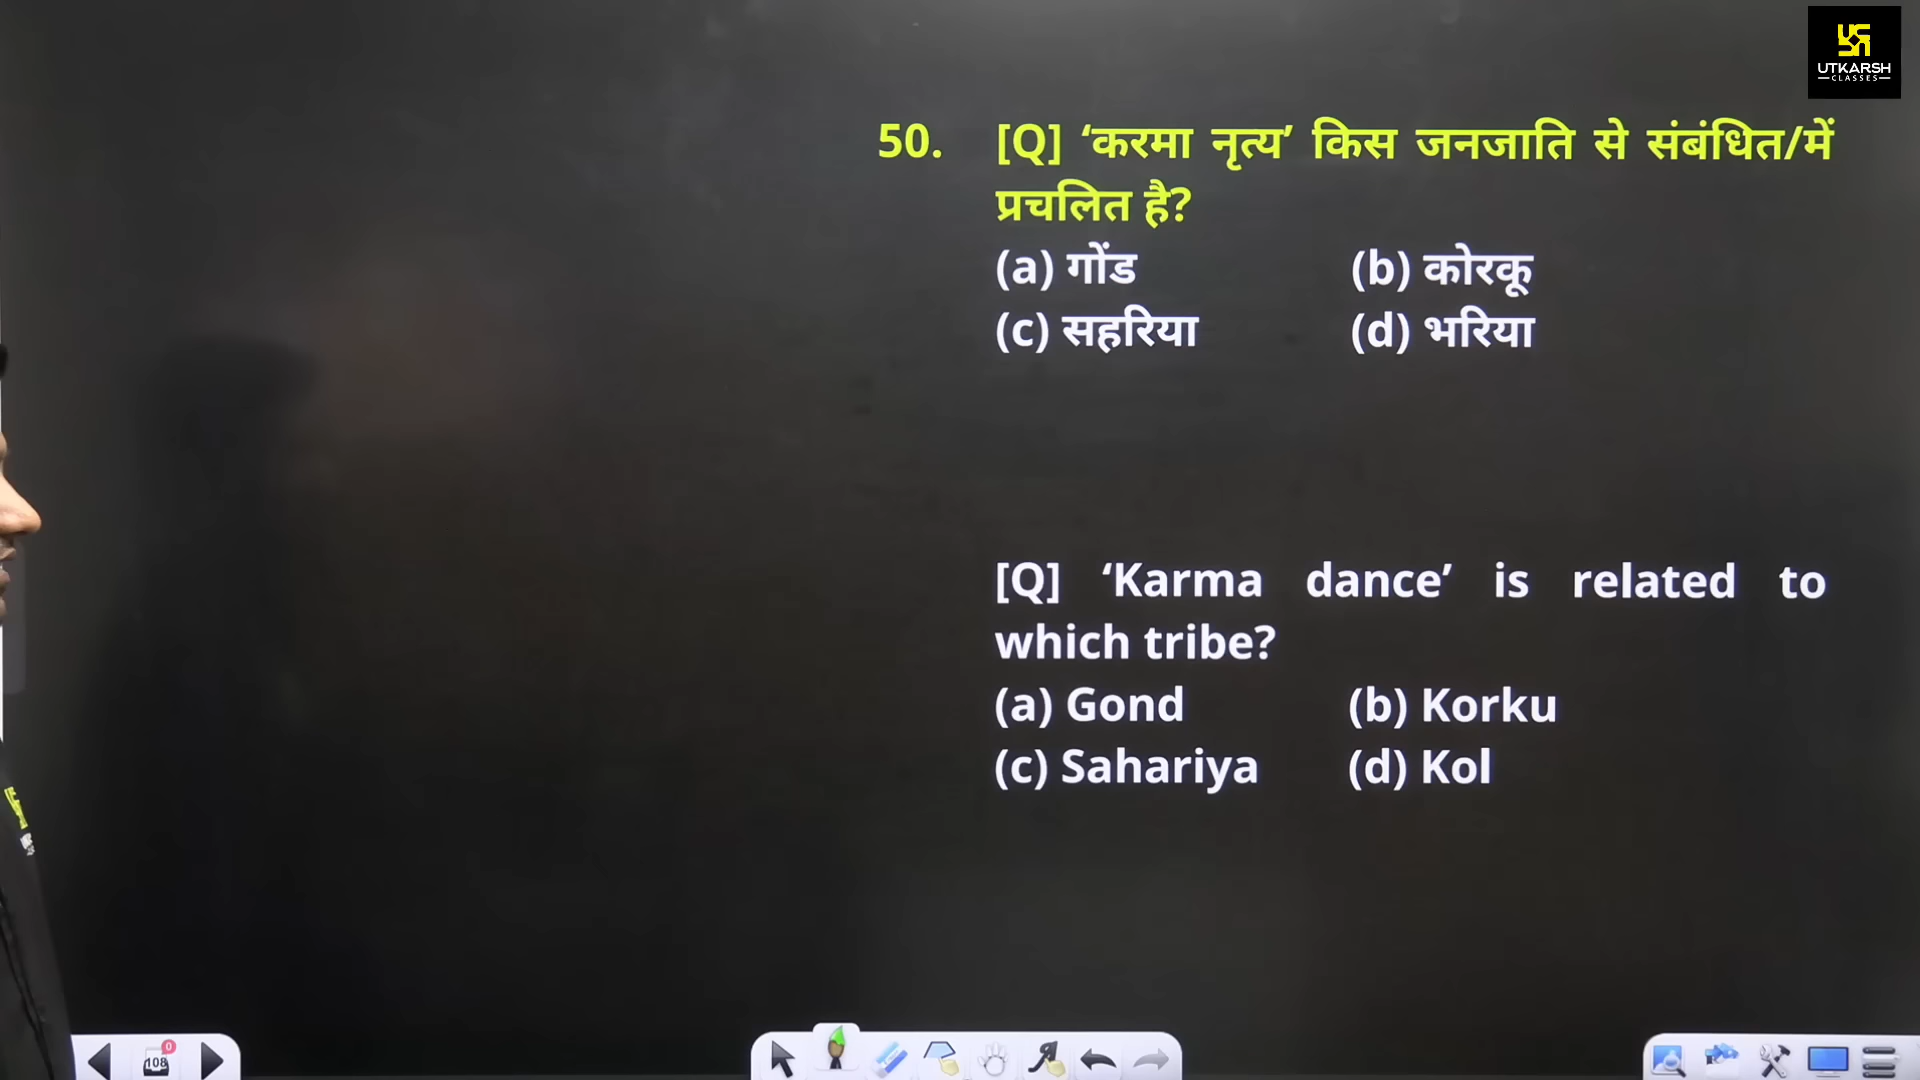 UTKARSH
CLASSES
50. [Q] ‘करमा नृत्य’ किस जनजाति से संबंधित/में
प्रचलित है?
(a) गोंड (b) कोरकू
(c) सहरिया (d) भरिया
[Q] ‘Karma dance’ is related to
which tribe?
(a) Gond (b) Korku
(c) Sahariya (d) Kol
108 0